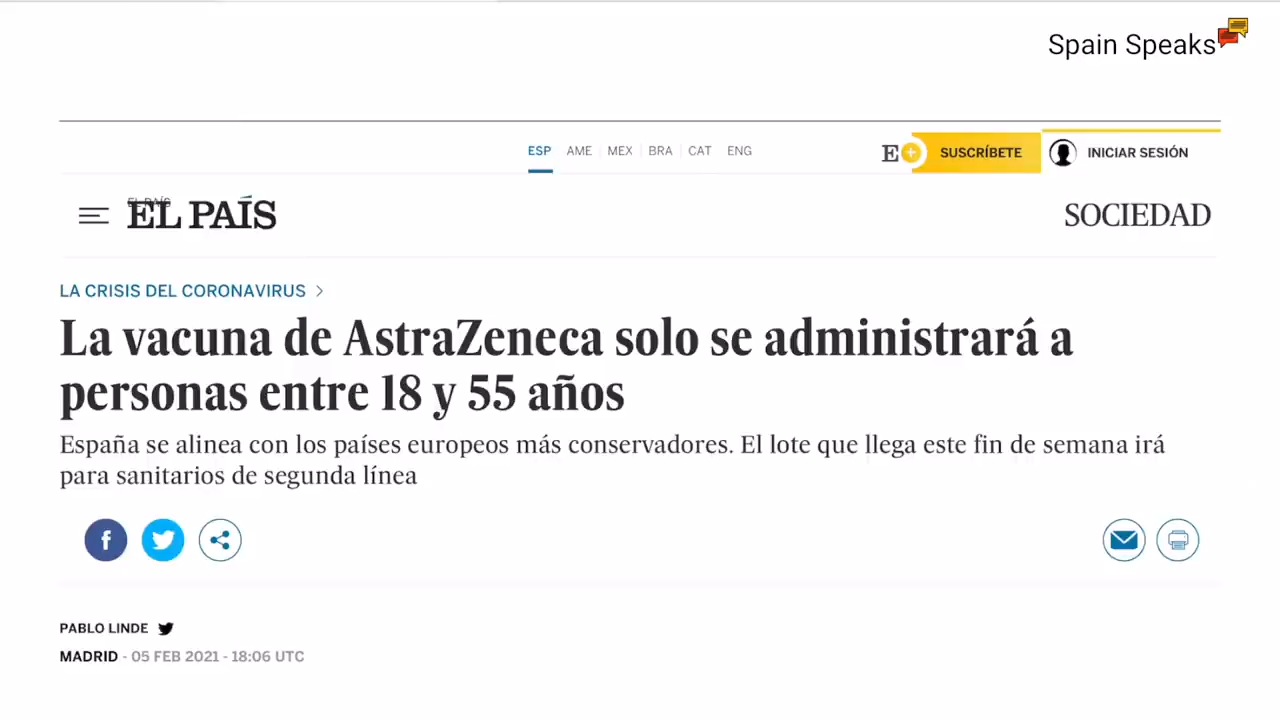 Spain Speaks
ESP AME MEX BRA CAT ENG
E+ SUSCRÍBETE INICIAR SESIÓN
EL PAÍS
EL PAÍS SOCIEDAD
LA CRISIS DEL CORONAVIRUS >
La vacuna de AstraZeneca solo se administrará a
personas entre 18 y 55 años
España se alinea con los países europeos más conservadores. El lote que llega este fin de semana irá
para sanitarios de segunda línea
PABLO LINDE
MADRID - 05 FEB 2021 - 18:06 UTC